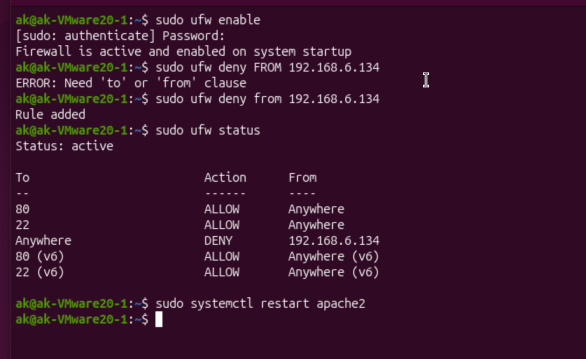 ak@ak-VMware20-1:~$ sudo ufw enable
[sudo: authenticate] Password:
Firewall is active and enabled on system startup
ak@ak-VMware20-1:~$ sudo ufw deny FROM 192.168.6.134
ERROR: Need 'to' or 'from' clause
ak@ak-VMware20-1:~$ sudo ufw deny from 192.168.6.134
Rule added
ak@ak-VMware20-1:~$ sudo ufw status
Status: active

To                         Action      From
--                         ------      ----
80                         ALLOW       Anywhere
22                         ALLOW       Anywhere
Anywhere                   DENY        192.168.6.134
80 (v6)                    ALLOW       Anywhere (v6)
22 (v6)                    ALLOW       Anywhere (v6)

ak@ak-VMware20-1:~$ sudo systemctl restart apache2
ak@ak-VMware20-1:~$